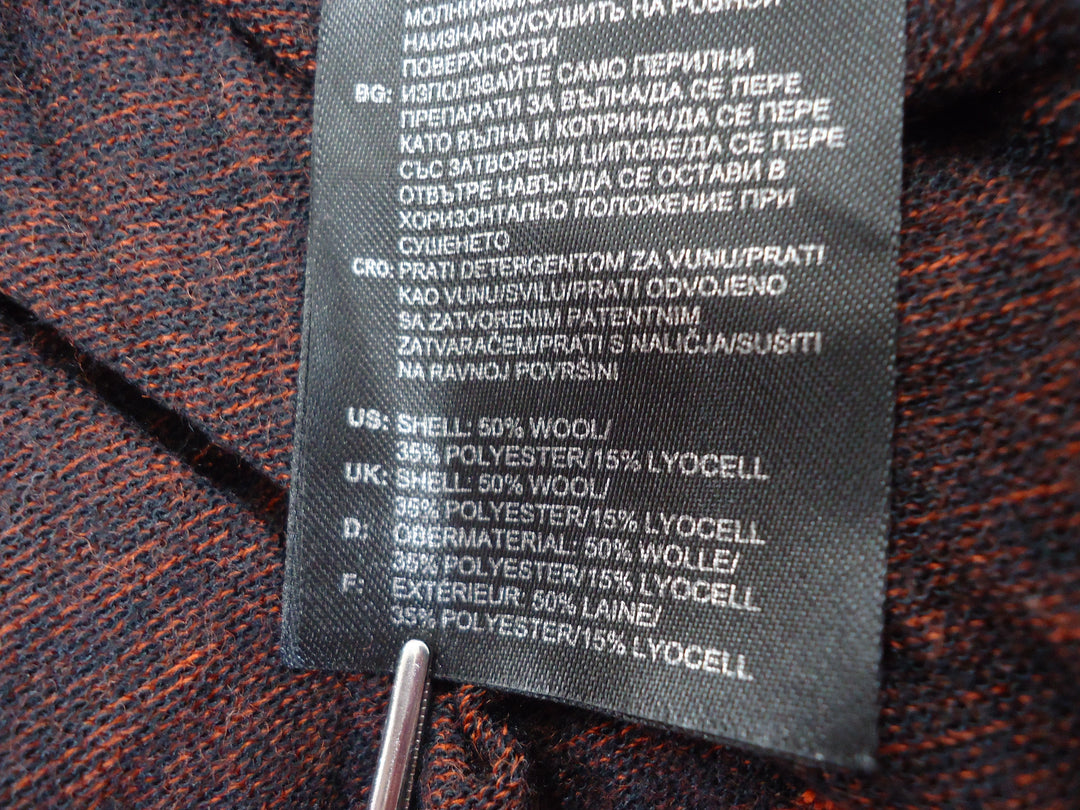 МОЛНИЯМИ/
НАИЗНАНКУ/СУШИТЬ НА РОВНОЙ
ПОВЕРХНОСТИ
BG: ИЗПОЛЗВАЙТЕ САМО ПЕРИЛНИ
ПРЕПАРАТИ ЗА ВЪЛНА/ДА СЕ ПЕРЕ
КАТО ВЪЛНА И КОПРИНА/ДА СЕ ПЕРЕ
СЪС ЗАТВОРЕНИ ЦИПОВЕ/ДА СЕ ПЕРЕ
ОТВЪТРЕ НАВЪН/ДА СЕ ОСТАВИ В
ХОРИЗОНТАЛНО ПОЛОЖЕНИЕ ПРИ
СУШЕНЕТО
CRO: PRATI DETERGENTOM ZA VUNU/PRATI
KAO VUNU/SVILU/PRATI ODVOJENO
SA ZATVORENIM PATENTNIM
ZATVARAČEM/PRATI S NALIČJA/SUŠITI
NA RAVNOJ POVRŠINI
US: SHELL: 50% WOOL/
35% POLYESTER/15% LYOCELL
UK: SHELL: 50% WOOL/
35% POLYESTER/15% LYOCELL
D: OBERMATERIAL: 50% WOLLE/
35% POLYESTER/15% LYOCELL
F: EXTÉRIEUR: 50% LAINE/
35% POLYESTER/15% LYOCELL